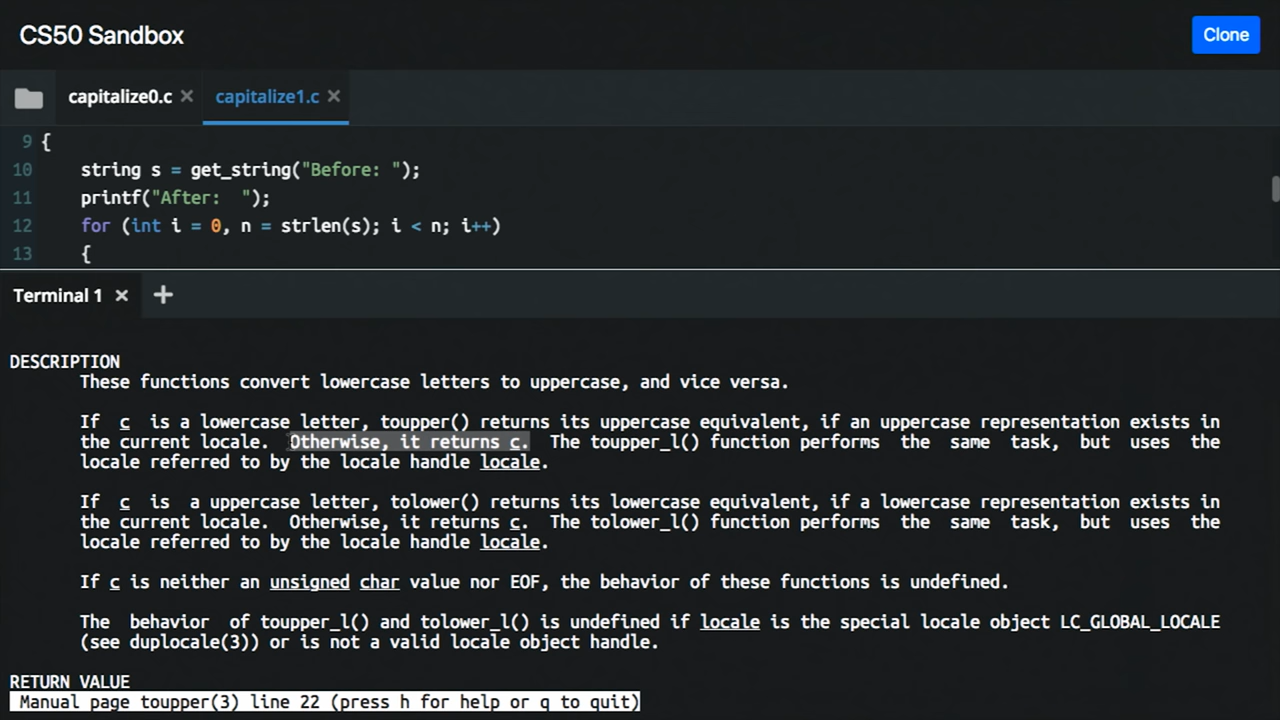 CS50 Sandbox
Clone
capitalize0.c ×
capitalize1.c ×
9 {
10 string s = get_string("Before: ");
11 printf("After:  ");
12 for (int i = 0, n = strlen(s); i < n; i++)
13 {
Terminal 1 × +
DESCRIPTION
These functions convert lowercase letters to uppercase, and vice versa.
If c is a lowercase letter, toupper() returns its uppercase equivalent, if an uppercase representation exists in
the current locale. Otherwise, it returns c. The toupper_l() function performs the same task, but uses the
locale referred to by the locale handle locale.
If c is a uppercase letter, tolower() returns its lowercase equivalent, if a lowercase representation exists in
the current locale. Otherwise, it returns c. The tolower_l() function performs the same task, but uses the
locale referred to by the locale handle locale.
If c is neither an unsigned char value nor EOF, the behavior of these functions is undefined.
The behavior of toupper_l() and tolower_l() is undefined if locale is the special locale object LC_GLOBAL_LOCALE
(see duplocale(3)) or is not a valid locale object handle.
RETURN VALUE
Manual page toupper(3) line 22 (press h for help or q to quit)